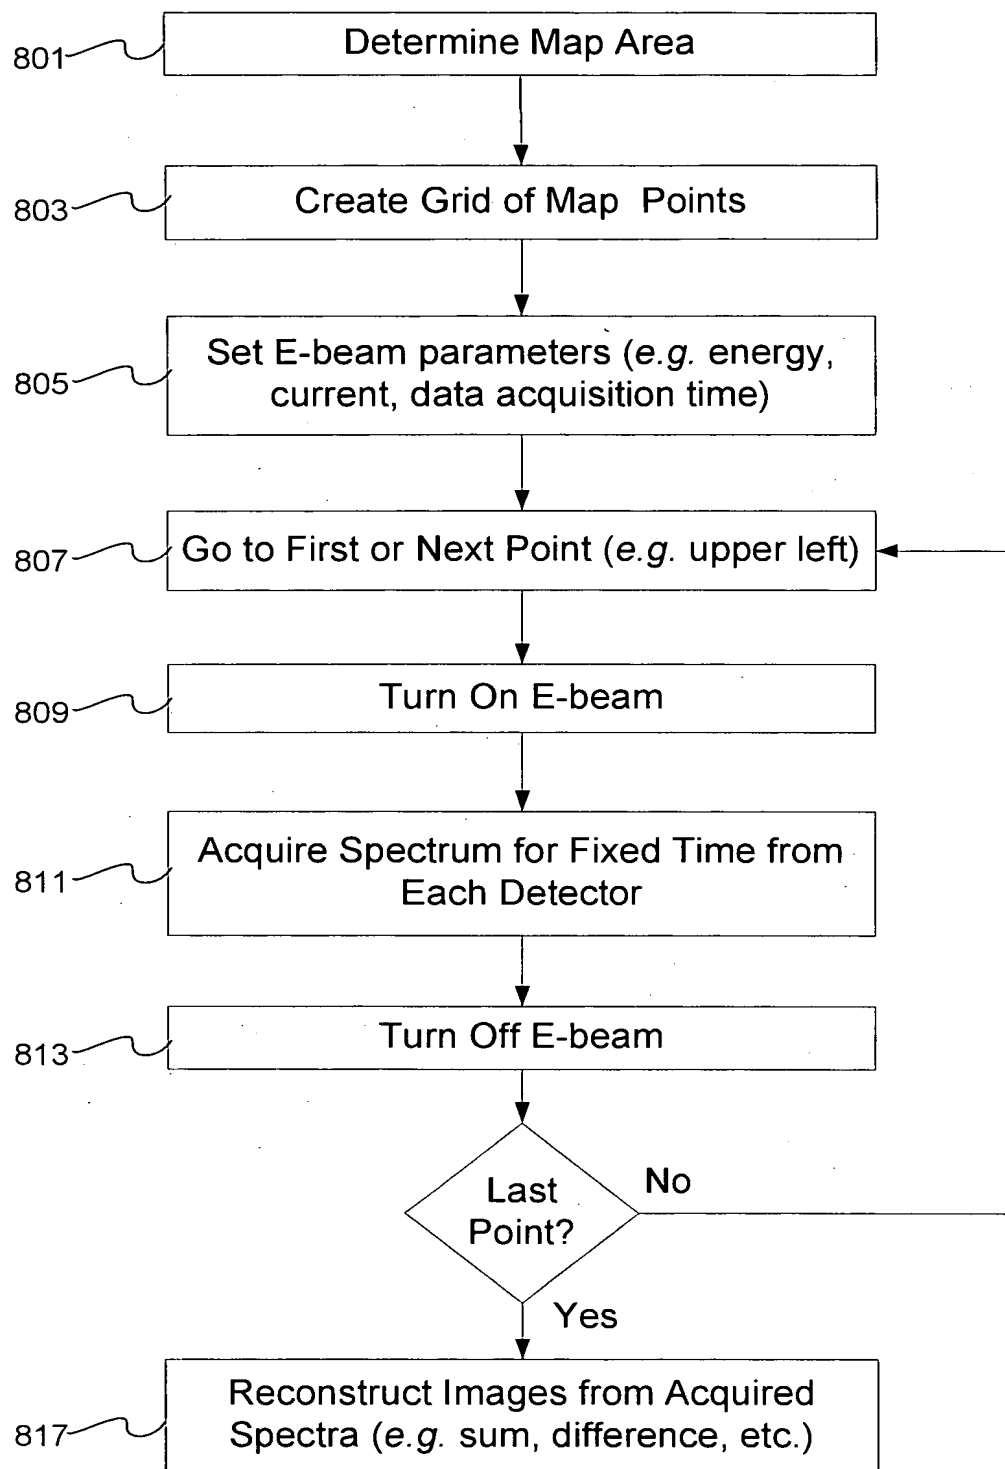 801
Determine Map Area
803
Create Grid of Map Points
805
Set E-beam parameters (e.g. energy,
current, data acquisition time)
807
Go to First or Next Point (e.g. upper left)
809
Turn On E-beam
811
Acquire Spectrum for Fixed Time from
Each Detector
813
Turn Off E-beam
Last
Point?
No
Yes
817
Reconstruct Images from Acquired
Spectra (e.g. sum, difference, etc.)